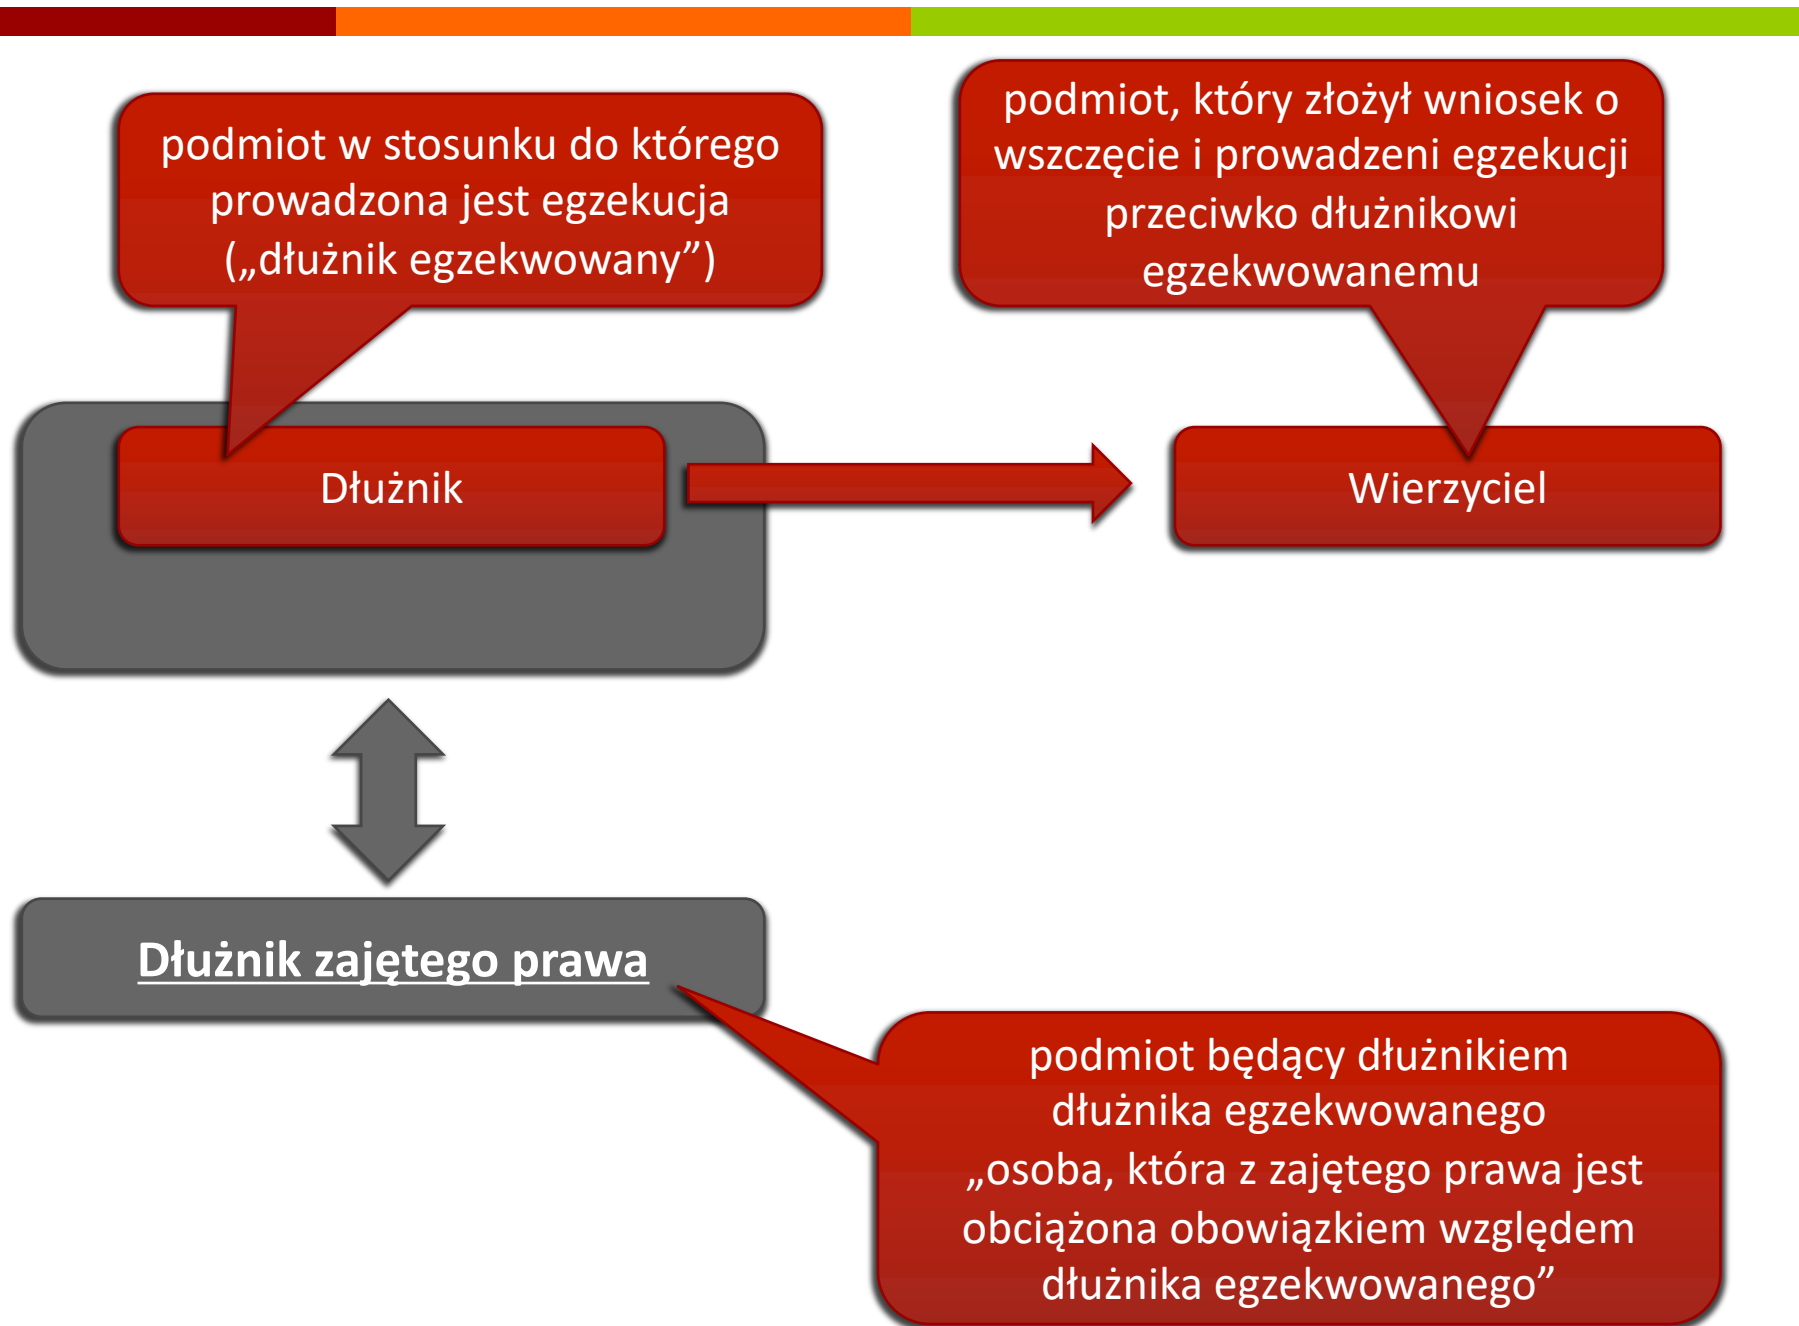 podmiot w stosunku do którego
prowadzona jest egzekucja
(„dłużnik egzekwowany”)
podmiot, który złożył wniosek o
wszczęcie i prowadzeni egzekucji
przeciwko dłużnikowi
egzekwowanemu
Dłużnik
Wierzyciel
Dłużnik zajętego prawa
podmiot będący dłużnikiem
dłużnika egzekwowanego
„osoba, która z zajętego prawa jest
obciążona obowiązkiem względem
dłużnika egzekwowanego”